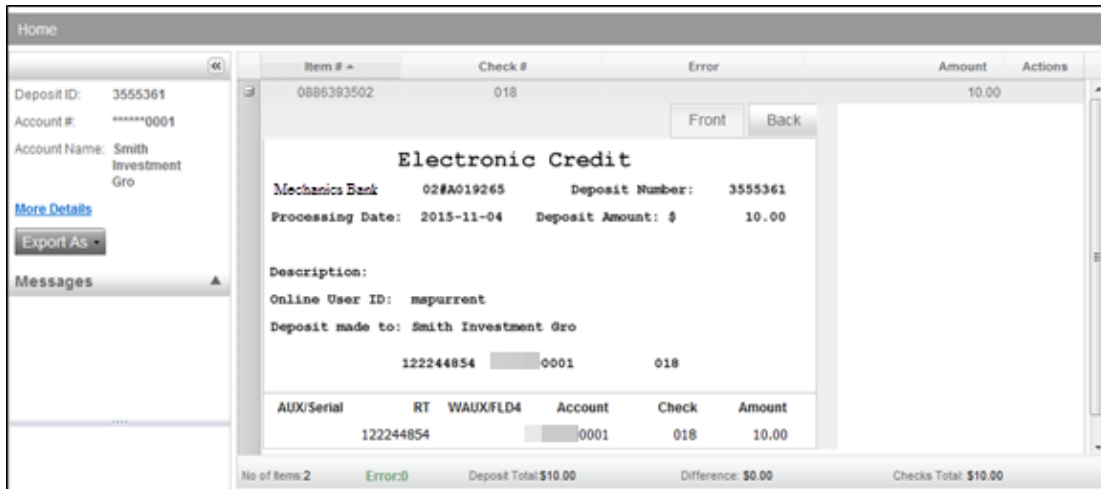 Home
Item # Check # Error Amount Actions
Deposit ID: 3555361
Account #: ******0001
Account Name: Smith
Investment
Gro
More Details
Export As
Messages
0886393502 018 10.00
Front Back
Electronic Credit
Mechanics Bank 02#A019265 Deposit Number: 3555361
Processing Date: 2015-11-04 Deposit Amount: $ 10.00
Description:
Online User ID: mspurrent
Deposit made to: Smith Investment Gro
122244854 0001 018
AUX/Serial RT WAUX/FLD4 Account Check Amount
122244854 0001 018 10.00
No of Items:2 Error:0 Deposit Total:$10.00 Difference: $0.00 Checks Total: $10.00